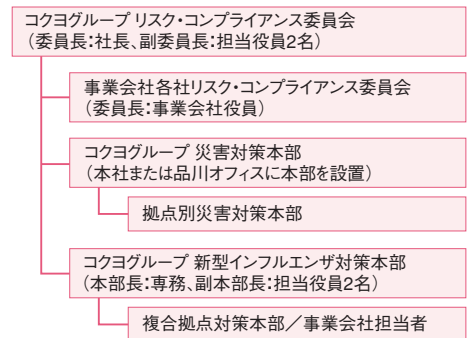 コクヨグループ リスク・コンプライアンス委員会
（委員長：社長、副委員長：担当役員2名）
事業会社各社リスク・コンプライアンス委員会
（委員長：事業会社役員）
コクヨグループ 災害対策本部
（本社または品川オフィスに本部を設置）
拠点別災害対策本部
コクヨグループ 新型インフルエンザ対策本部
（本部長：専務、副本部長：担当役員2名）
複合拠点対策本部／事業会社担当者